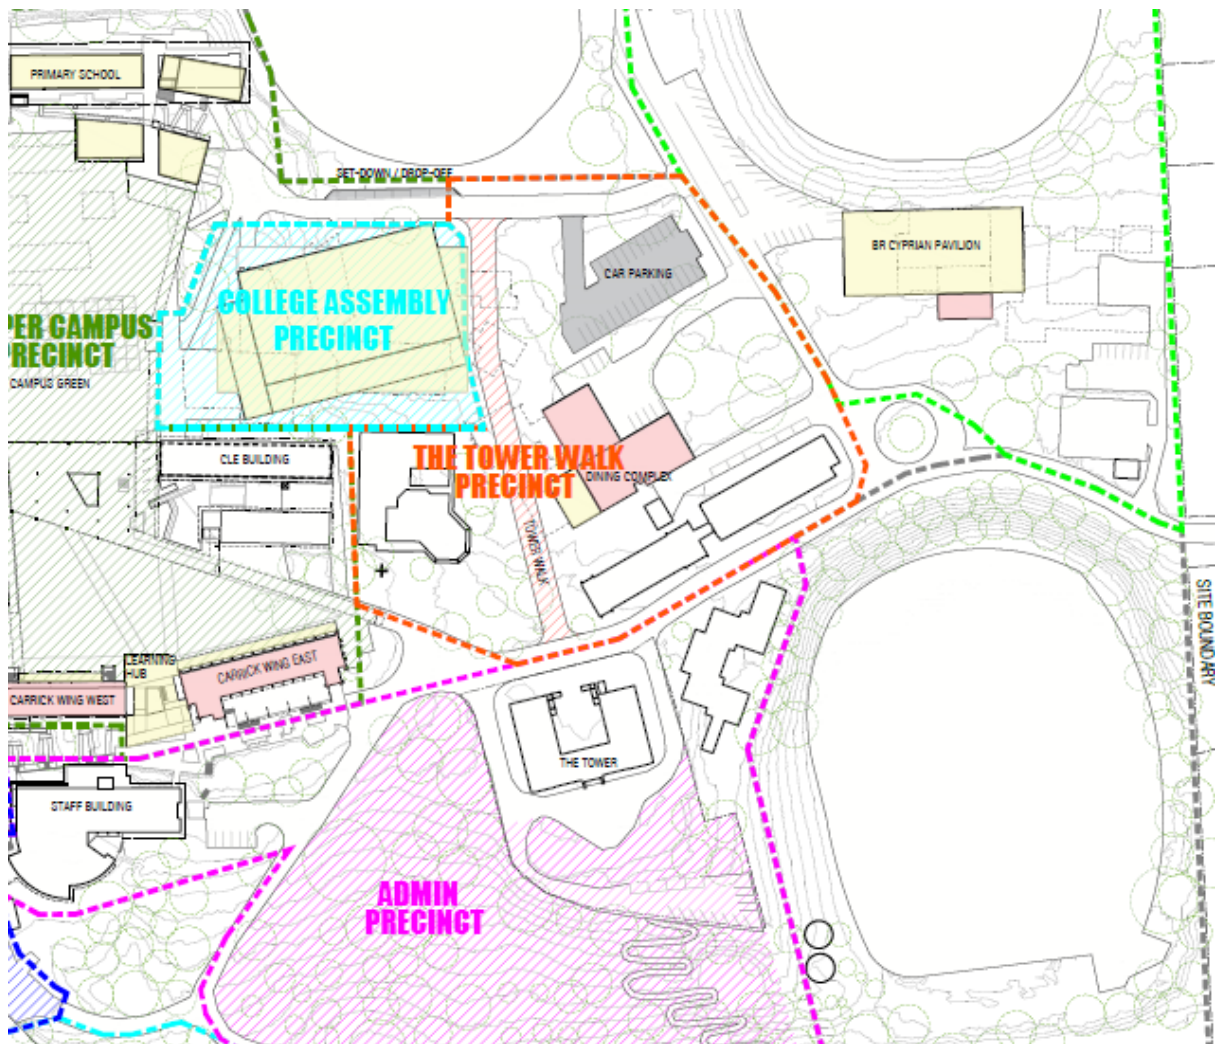 PRIMARY SCHOOL
SET-DOWN / DROP-OFF
BR CYPRIAN PAVILION
CAR PARKING
COLLEGE ASSEMBLY
PRECINCT
PER CAMPUS
PRECINCT
CAMPUS GREEN
CLE BUILDING
THE TOWER WALK
PRECINCT
DINING COMPLEX
TOWER WALK
SITE BOUNDARY
LEARNING
HUB
CARRICK WING EAST
CARRICK WING WEST
THE TOWER
STAFF BUILDING
ADMIN
PRECINCT